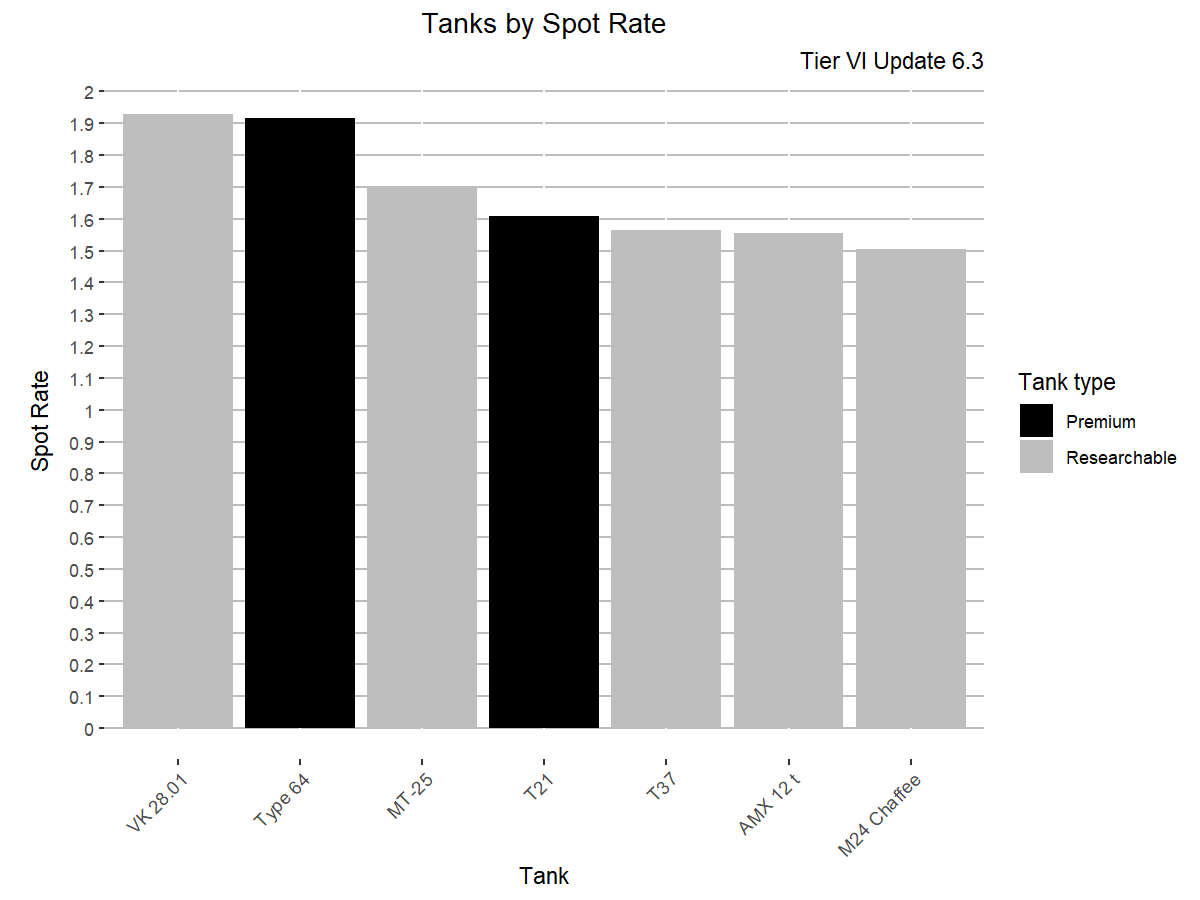 Tanks by Spot Rate
Tier VI Update 6.3
Spot Rate
2
1.9
1.8
1.7
1.6
1.5
1.4
1.3
1.2
1.1
1
0.9
0.8
0.7
0.6
0.5
0.4
0.3
0.2
0.1
0
VK 28.01
Type 64
MT-25
T21
T37
AMX 12 t
M24 Chaffee
Tank
Tank type
Premium
Researchable